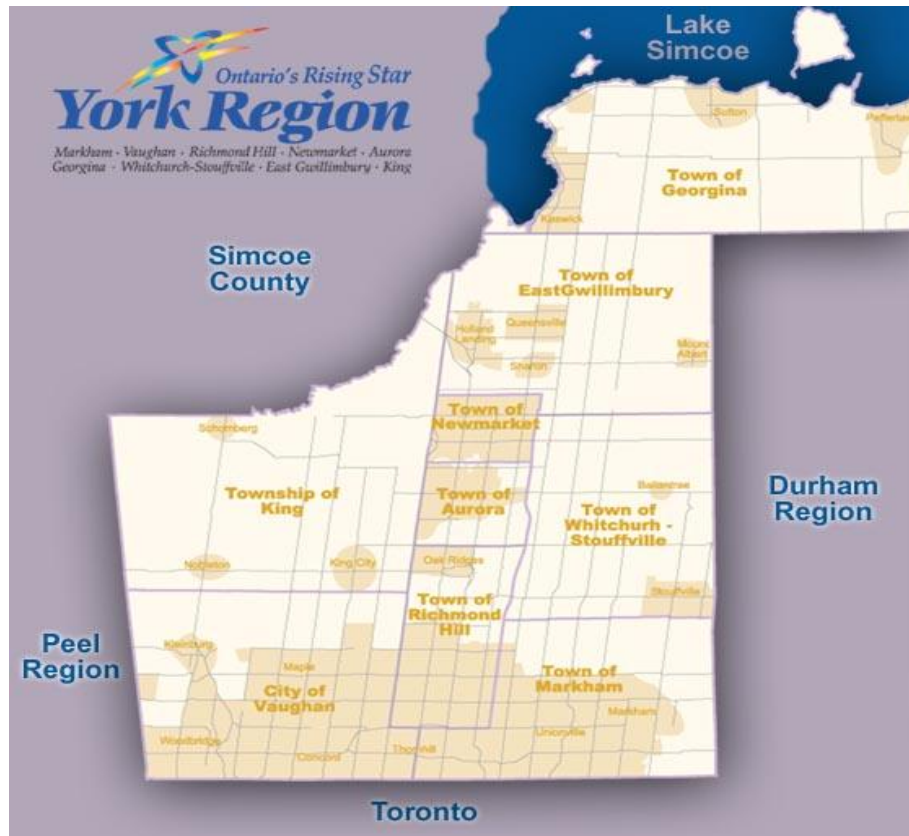 Ontario's Rising Star
York Region
Markham · Vaughan · Richmond Hill · Newmarket · Aurora
Georgina · Whitchurch-Stouffville · East Gwillimbury · King
Lake
Simcoe
Sutton
Pefferlaw
Town of
Georgina
Keswick
Simcoe
County
Town of
EastGwillimbury
Holland
Landing
Queensville
Sharon
Mount
Albert
Town of
Newmarket
Schomberg
Township of
King
Town of
Aurora
Ballantrae
Town of
Whitchurh -
Stouffville
Durham
Region
Nobleton
King City
Oak Ridges
Stouffville
Town of
Richmond
Hill
Peel
Region
Kleinburg
Maple
City of
Vaughan
Town of
Markham
Markham
Unionville
Woodbridge
Concord
Thornhill
Toronto